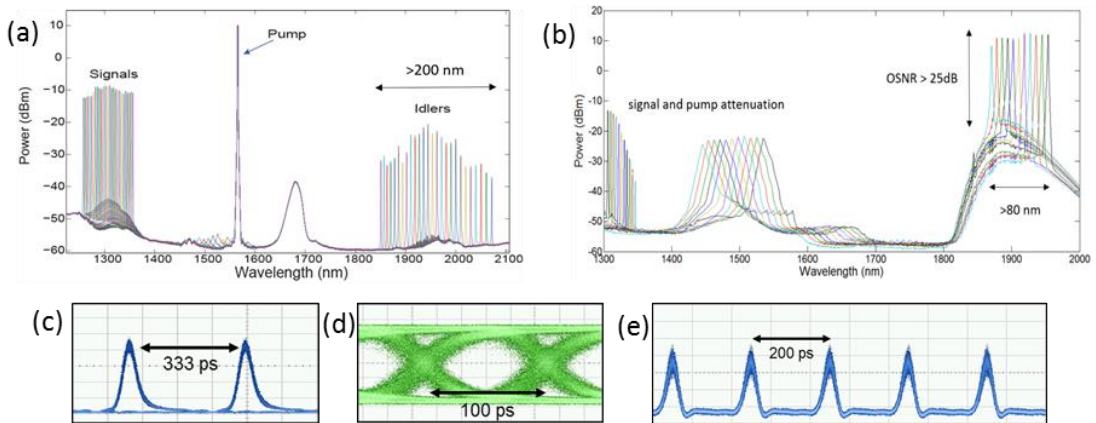 (a)
10
0
−10
−20
−30
−40
−50
−60
Power (dBm)
Signals
Pump
>200 nm
Idlers
1300 1400 1500 1600 1700 1800 1900 2000 2100
Wavelength (nm)
(b)
20
10
0
−10
−20
−30
−40
−50
−60
Power (dBm)
signal and pump attenuation
OSNR > 25dB
>80 nm
1300 1400 1500 1600 1700 1800 1900 2000
Wavelength (nm)
(c)
333 ps
(d)
100 ps
(e)
200 ps